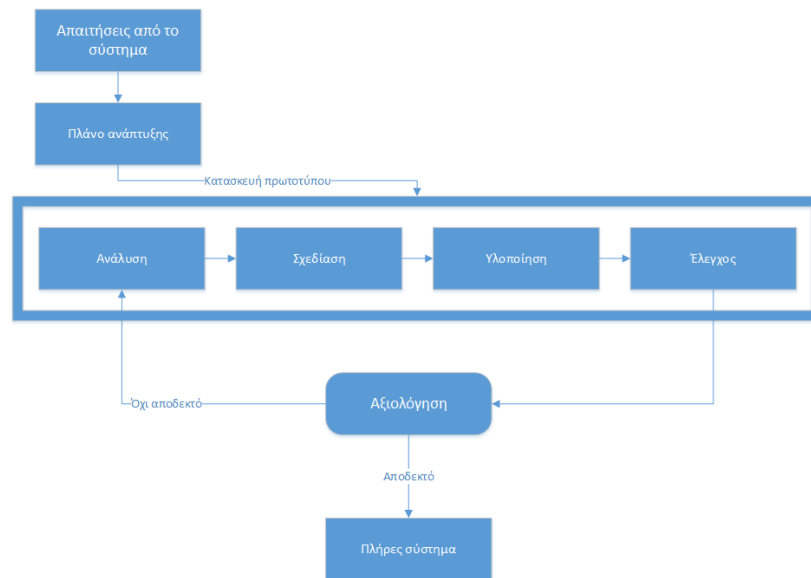 Απαιτήσεις από το
σύστημα
Πλάνο ανάπτυξης
Κατασκευή πρωτοτύπου
Ανάλυση
Σχεδίαση
Υλοποίηση
Έλεγχος
Όχι αποδεκτό
Αξιολόγηση
Αποδεκτό
Πλήρες σύστημα